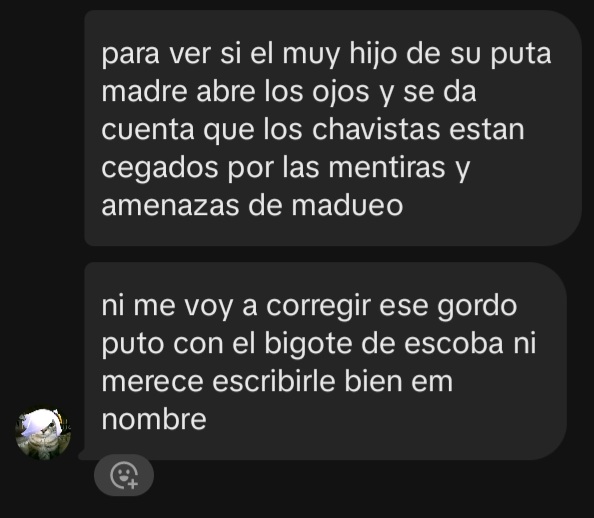 para ver si el muy hijo de su puta
madre abre los ojos y se da
cuenta que los chavistas estan
cegados por las mentiras y
amenazas de madueo
ni me voy a corregir ese gordo
puto con el bigote de escoba ni
merece escribirle bien em
nombre